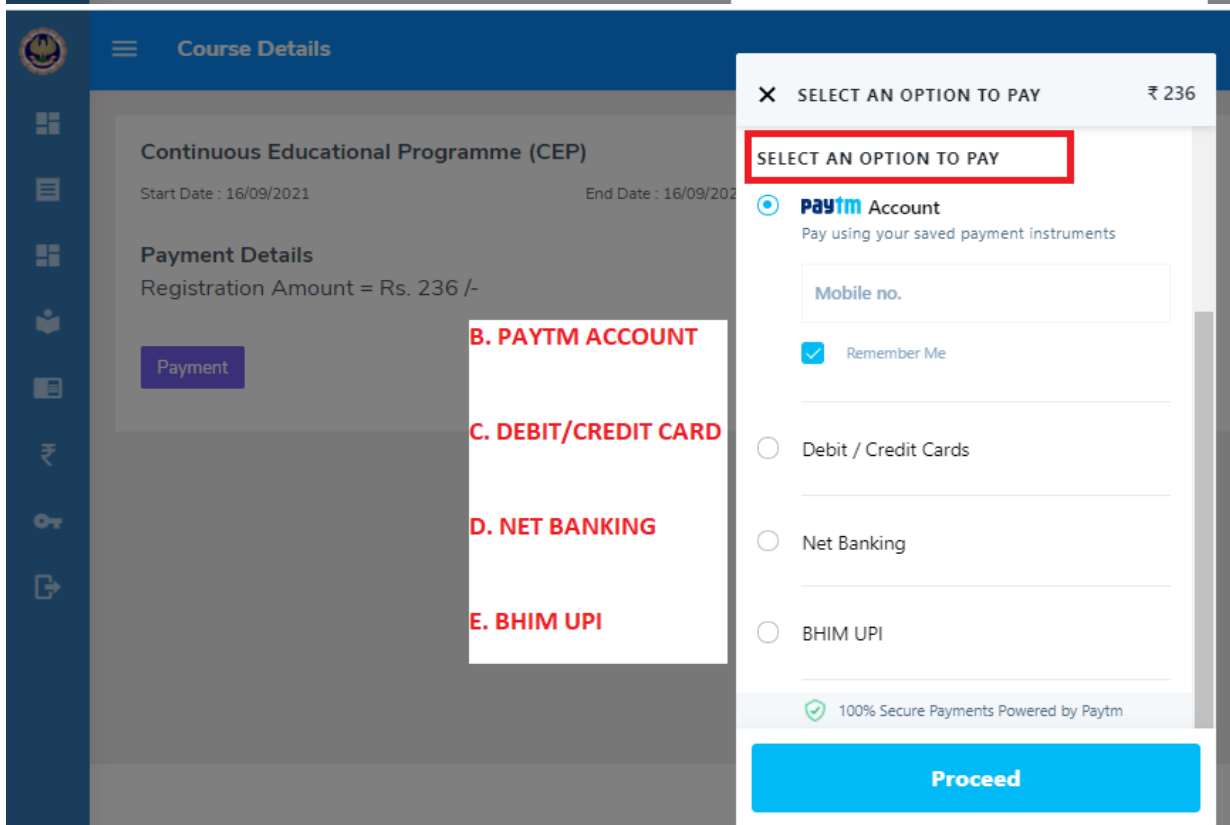 Course Details
Continuous Educational Programme (CEP)
Start Date : 16/09/2021
End Date : 16/09/202
Payment Details
Registration Amount = Rs. 236 /-
Payment
B. PAYTM ACCOUNT
C. DEBIT/CREDIT CARD
D. NET BANKING
E. BHIM UPI
SELECT AN OPTION TO PAY
₹ 236
SELECT AN OPTION TO PAY
Paytm Account
Pay using your saved payment instruments
Mobile no.
Remember Me
Debit / Credit Cards
Net Banking
BHIM UPI
100% Secure Payments Powered by Paytm
Proceed